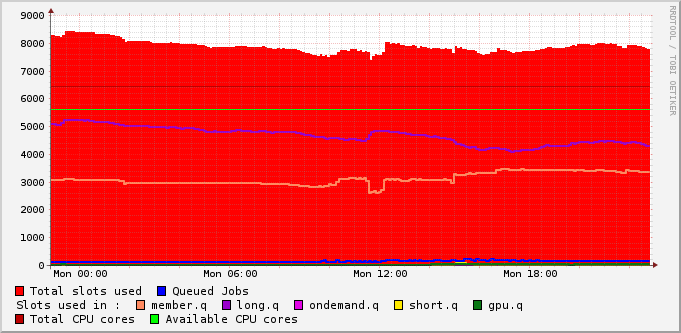 9000
8000
7000
6000
5000
4000
3000
2000
1000
0
Mon 00:00 Mon 06:00 Mon 12:00 Mon 18:00
Total slots used Queued Jobs
Slots used in : member.q long.q ondemand.q short.q gpu.q
Total CPU cores Available CPU cores
RRDTOOL / TOBI OETIKER